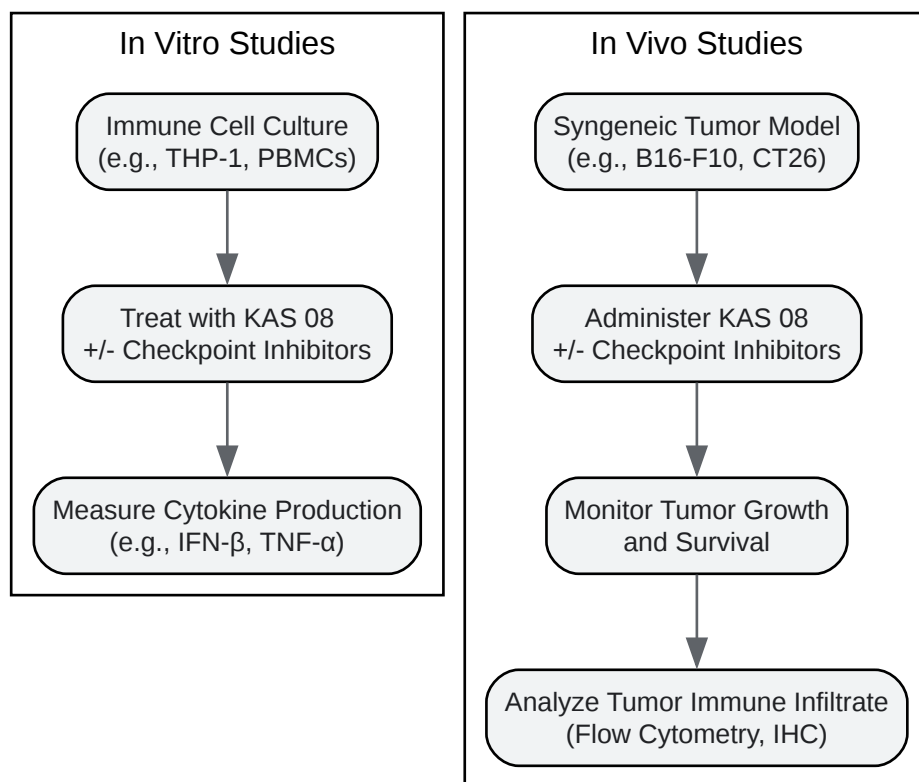 In Vitro Studies
Immune Cell Culture
(e.g., THP-1, PBMCs)
Treat with KAS 08
+/- Checkpoint Inhibitors
Measure Cytokine Production
(e.g., IFN-β, TNF-α)
In Vivo Studies
Syngeneic Tumor Model
(e.g., B16-F10, CT26)
Administer KAS 08
+/- Checkpoint Inhibitors
Monitor Tumor Growth
and Survival
Analyze Tumor Immune Infiltrate
(Flow Cytometry, IHC)